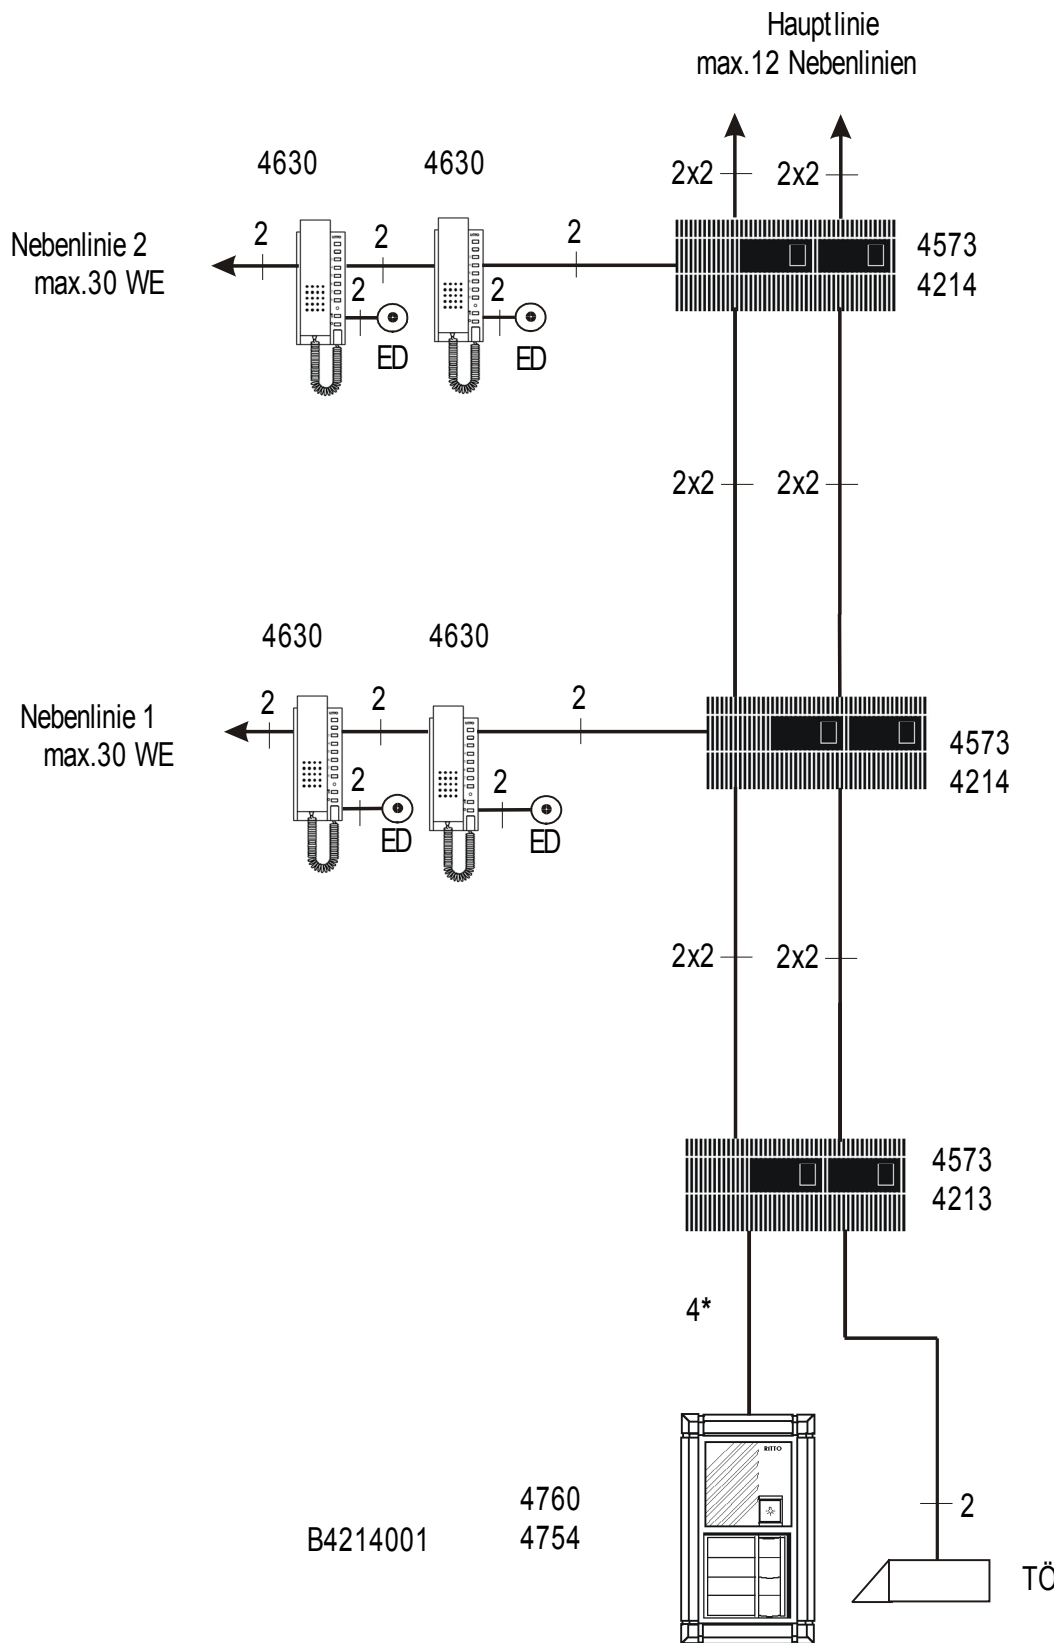 Hauptlinie
max.12 Nebenlinien
4630 4630
2x2 2x2
Nebenlinie 2
max.30 WE
2 2 2
4573
4214
2 2
ED ED
2x2 2x2
4630 4630
Nebenlinie 1
max.30 WE
2 2 2
4573
4214
2 2
ED ED
2x2 2x2
4573
4213
4*
RITTO
4760
4754
B4214001
2
TÖ